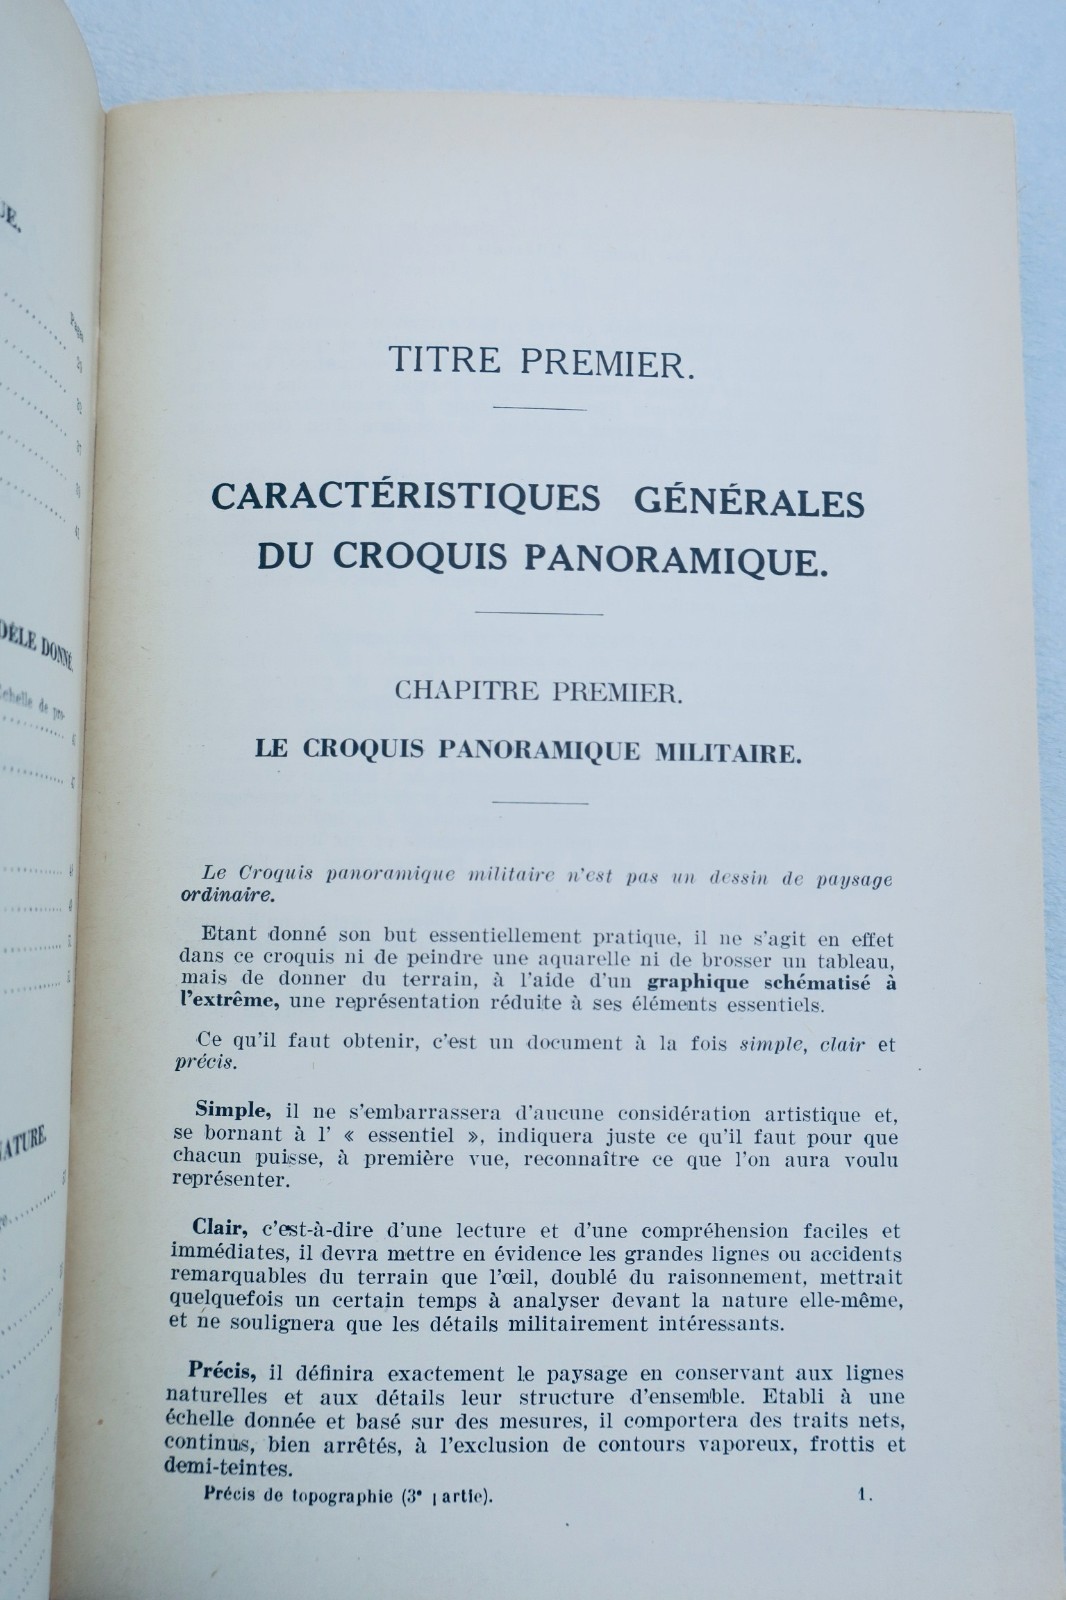 UE.
Page
DÈLE DONNÉ.
Echelle de pro-
NATURE.
TITRE PREMIER.
CARACTÉRISTIQUES GÉNÉRALES
DU CROQUIS PANORAMIQUE.
CHAPITRE PREMIER.
LE CROQUIS PANORAMIQUE MILITAIRE.
Le Croquis panoramique militaire n'est pas un dessin de paysage
ordinaire.
Etant donné son but essentiellement pratique, il ne s'agit en effet
dans ce croquis ni de peindre une aquarelle ni de brosser un tableau,
mais de donner du terrain, à l'aide d'un graphique schématisé à
l'extrême, une représentation réduite à ses éléments essentiels.
Ce qu'il faut obtenir, c'est un document à la fois simple, clair et
précis.
Simple, il ne s'embarrassera d'aucune considération artistique et,
se bornant à l' « essentiel », indiquera juste ce qu'il faut pour que
chacun puisse, à première vue, reconnaître ce que l'on aura voulu
représenter.
Clair, c'est-à-dire d'une lecture et d'une compréhension faciles et
immédiates, il devra mettre en évidence les grandes lignes ou accidents
remarquables du terrain que l'œil, doublé du raisonnement, mettrait
quelquefois un certain temps à analyser devant la nature elle-même,
et ne soulignera que les détails militairement intéressants.
Précis, il définira exactement le paysage en conservant aux lignes
naturelles et aux détails leur structure d'ensemble. Etabli à une
échelle donnée et basé sur des mesures, il comportera des traits nets,
continus, bien arrêtés, à l'exclusion de contours vaporeux, frottis et
demi-teintes.
Précis de topographie (3e partie). 1.